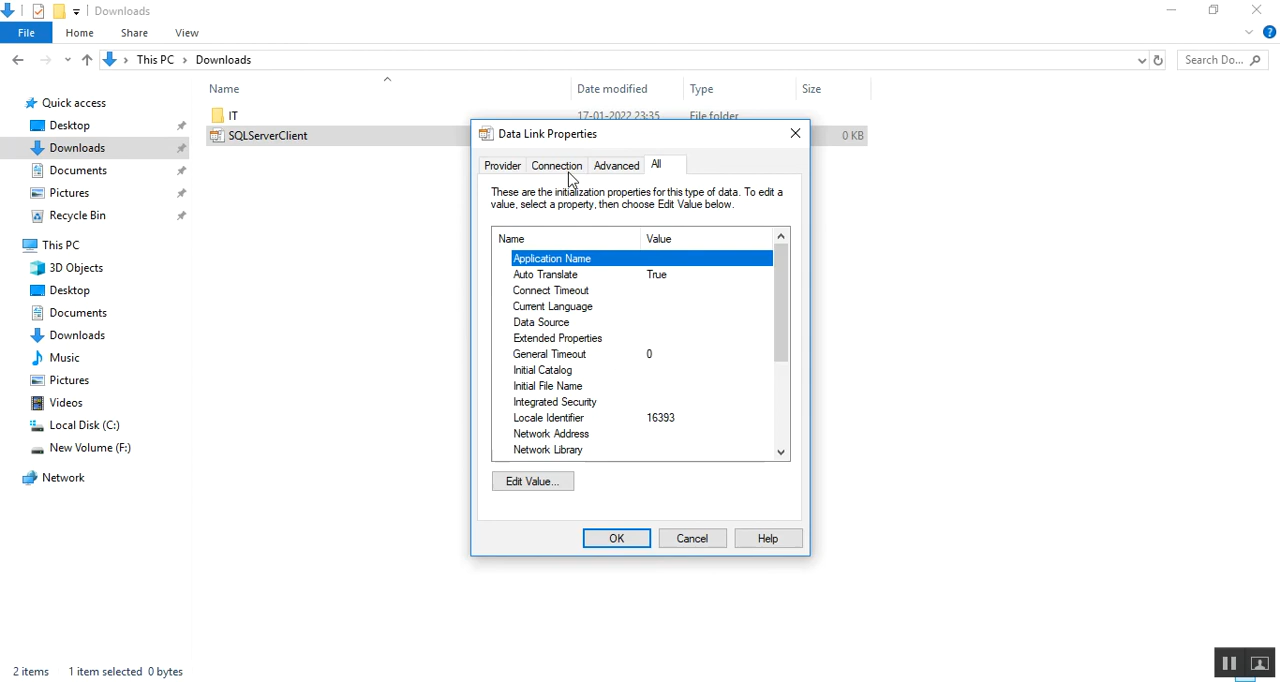 Downloads
File Home Share View
This PC Downloads Search Do...
Name Date modified Type Size
Quick access
Desktop
Downloads
Documents
Pictures
Recycle Bin
This PC
3D Objects
Desktop
Documents
Downloads
Music
Pictures
Videos
Local Disk (C:)
New Volume (F:)
Network
IT 17-01-2022 23:35 File folder
SQLServerClient 0 KB
Data Link Properties
Provider Connection Advanced All
These are the initialization properties for this type of data. To edit a
value, select a property, then choose Edit Value below.
Name Value
Application Name
Auto Translate True
Connect Timeout
Current Language
Data Source
Extended Properties
General Timeout 0
Initial Catalog
Initial File Name
Integrated Security
Locale Identifier 16393
Network Address
Network Library
Edit Value...
OK Cancel Help
2 items 1 item selected 0 bytes